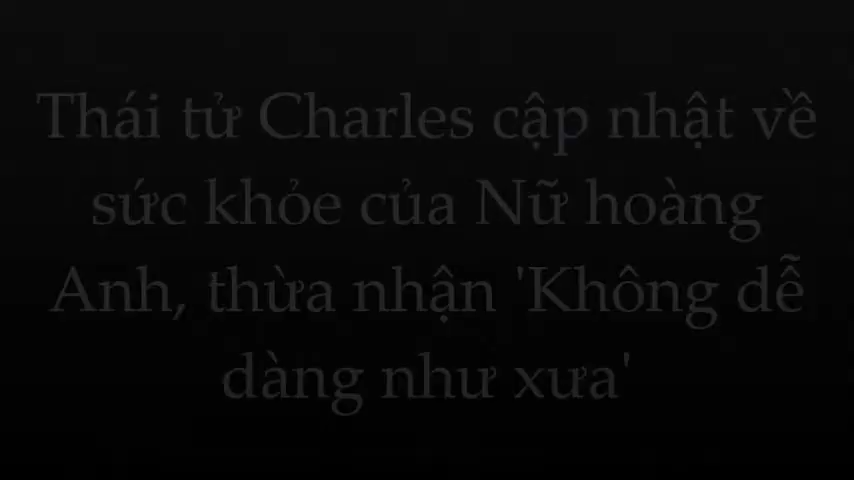 Thái tử Charles cập nhật về
sức khỏe của Nữ hoàng
Anh, thừa nhận 'Không dễ
dàng như xưa'